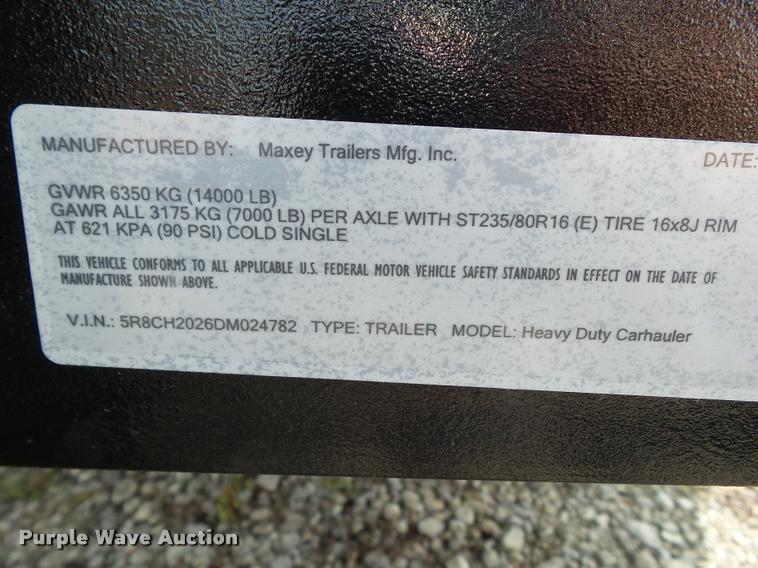 MANUFACTURED BY: Maxey Trailers Mfg. Inc. DATE:
GVWR 6350 KG (14000 LB)
GAWR ALL 3175 KG (7000 LB) PER AXLE WITH ST235/80R16 (E) TIRE 16x8J RIM
AT 621 KPA (90 PSI) COLD SINGLE
THIS VEHICLE CONFORMS TO ALL APPLICABLE U.S. FEDERAL MOTOR VEHICLE SAFETY STANDARDS IN EFFECT ON THE DATE OF
MANUFACTURE SHOWN ABOVE.
V.I.N.: 5R8CH2026DM024782 TYPE: TRAILER MODEL: Heavy Duty Carhauler
Purple Wave Auction